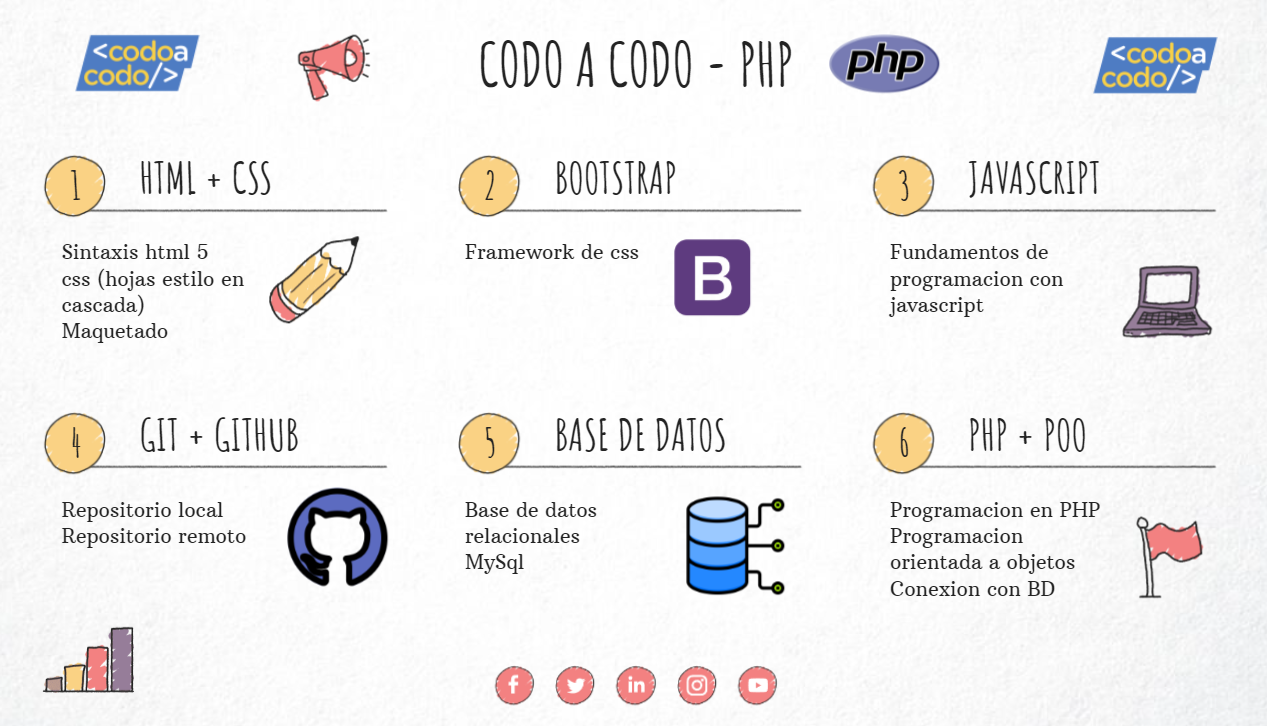 <codoa
codo/>
CODO A CODO - PHP
php
<codoa
codo/>
1
HTML + CSS
Sintaxis html 5
css (hojas estilo en
cascada)
Maquetado
2
BOOTSTRAP
Framework de css
B
3
JAVASCRIPT
Fundamentos de
programacion con
javascript
4
GIT + GITHUB
Repositorio local
Repositorio remoto
5
BASE DE DATOS
Base de datos
relacionales
MySql
6
PHP + POO
Programacion en PHP
Programacion
orientada a objetos
Conexion con BD
f
in